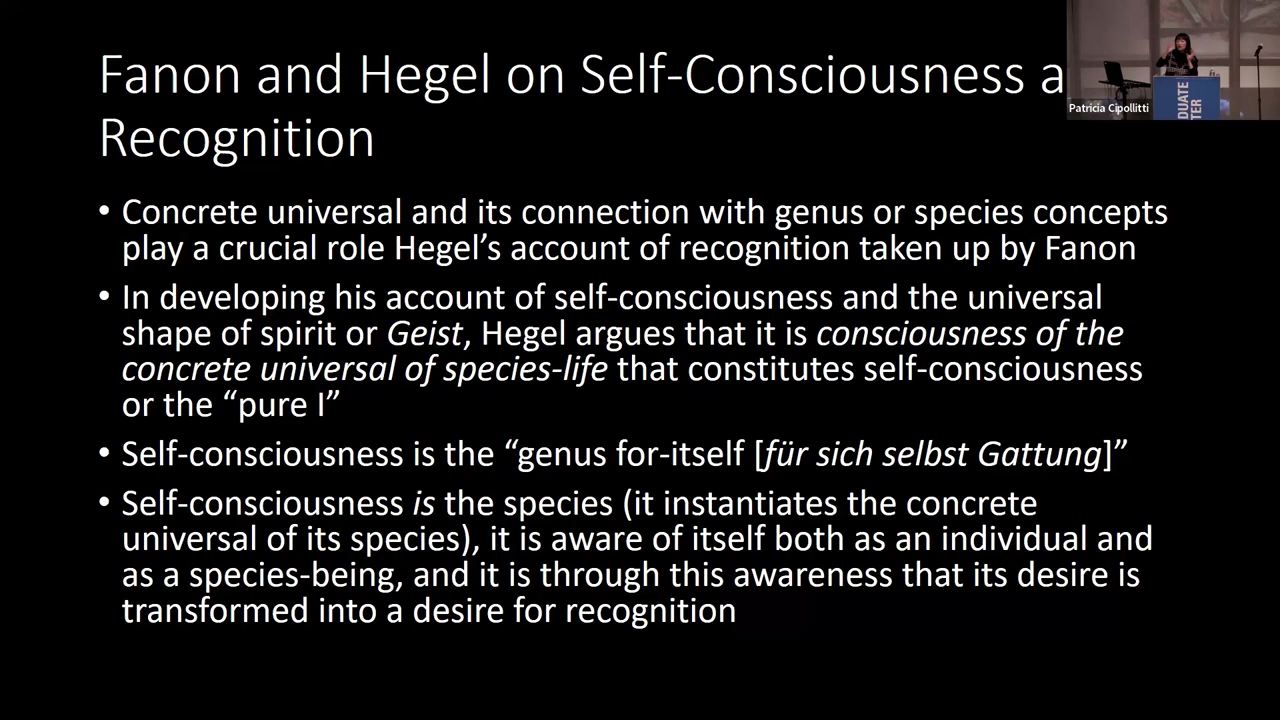 Fanon and Hegel on Self-Consciousness a
Recognition
• Concrete universal and its connection with genus or species concepts
play a crucial role Hegel’s account of recognition taken up by Fanon
• In developing his account of self-consciousness and the universal
shape of spirit or Geist, Hegel argues that it is consciousness of the
concrete universal of species-life that constitutes self-consciousness
or the “pure I”
• Self-consciousness is the “genus for-itself [für sich selbst Gattung]”
• Self-consciousness is the species (it instantiates the concrete
universal of its species), it is aware of itself both as an individual and
as a species-being, and it is through this awareness that its desire is
transformed into a desire for recognition
Patricia Cipollitti
DUATE
TER